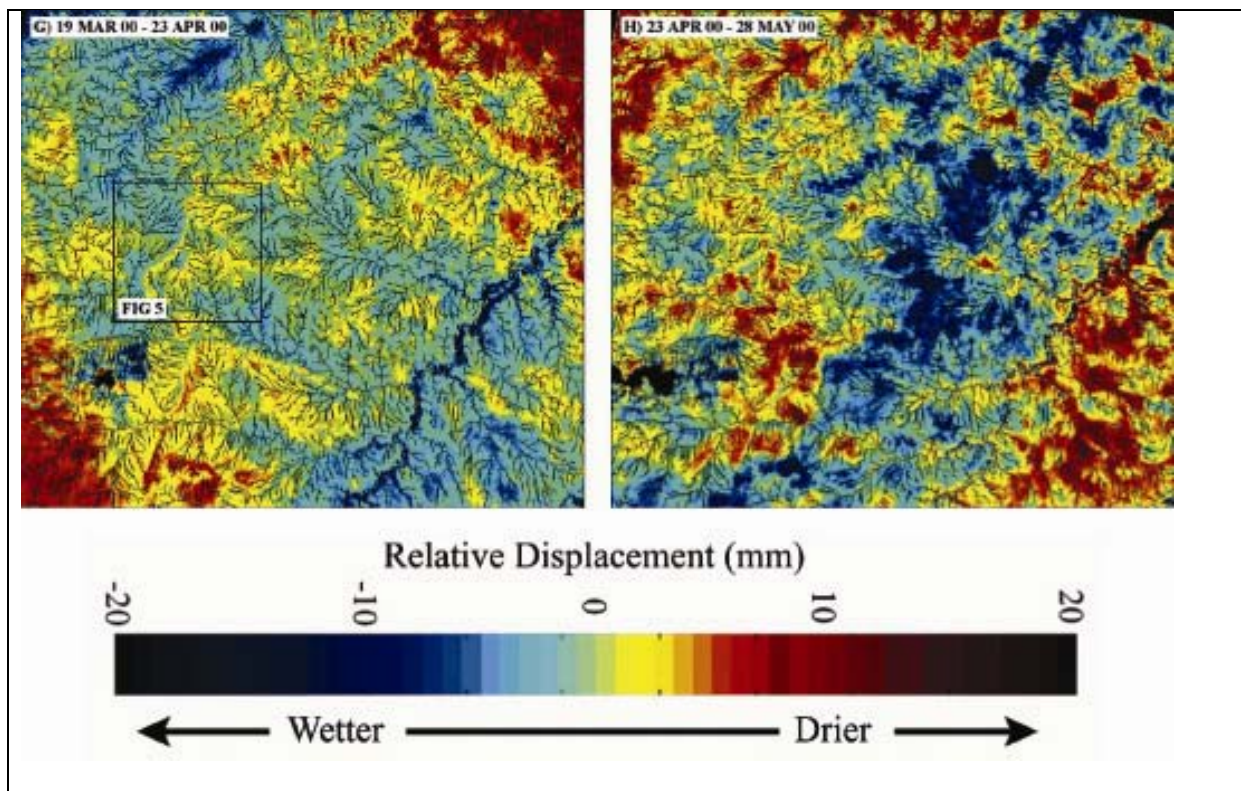 G) 19 MAR 00 - 23 APR 00
H) 23 APR 00 - 28 MAY 00
FIG 5
Relative Displacement (mm)
-20 -10 0 10 20
Wetter Drier